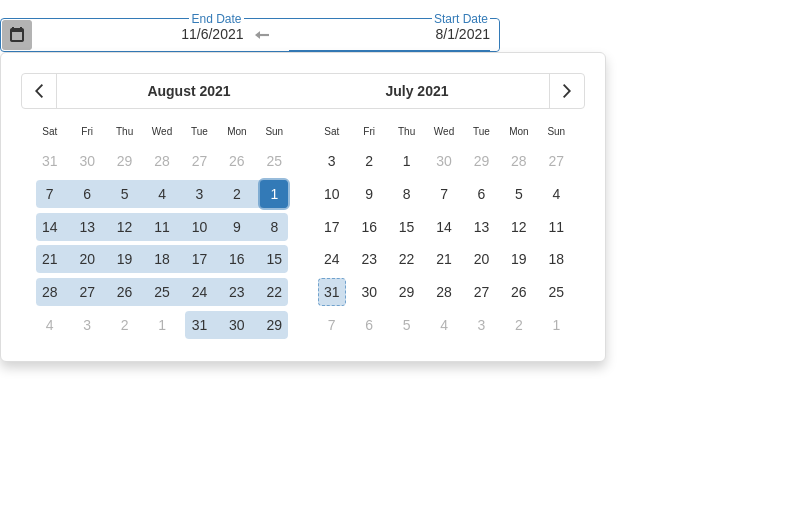 End Date Start Date
11/6/2021 8/1/2021
August 2021 July 2021
Sat Fri Thu Wed Tue Mon Sun Sat Fri Thu Wed Tue Mon Sun
31 30 29 28 27 26 25 3 2 1 30 29 28 27
7 6 5 4 3 2 1 10 9 8 7 6 5 4
14 13 12 11 10 9 8 17 16 15 14 13 12 11
21 20 19 18 17 16 15 24 23 22 21 20 19 18
28 27 26 25 24 23 22 31 30 29 28 27 26 25
4 3 2 1 31 30 29 7 6 5 4 3 2 1